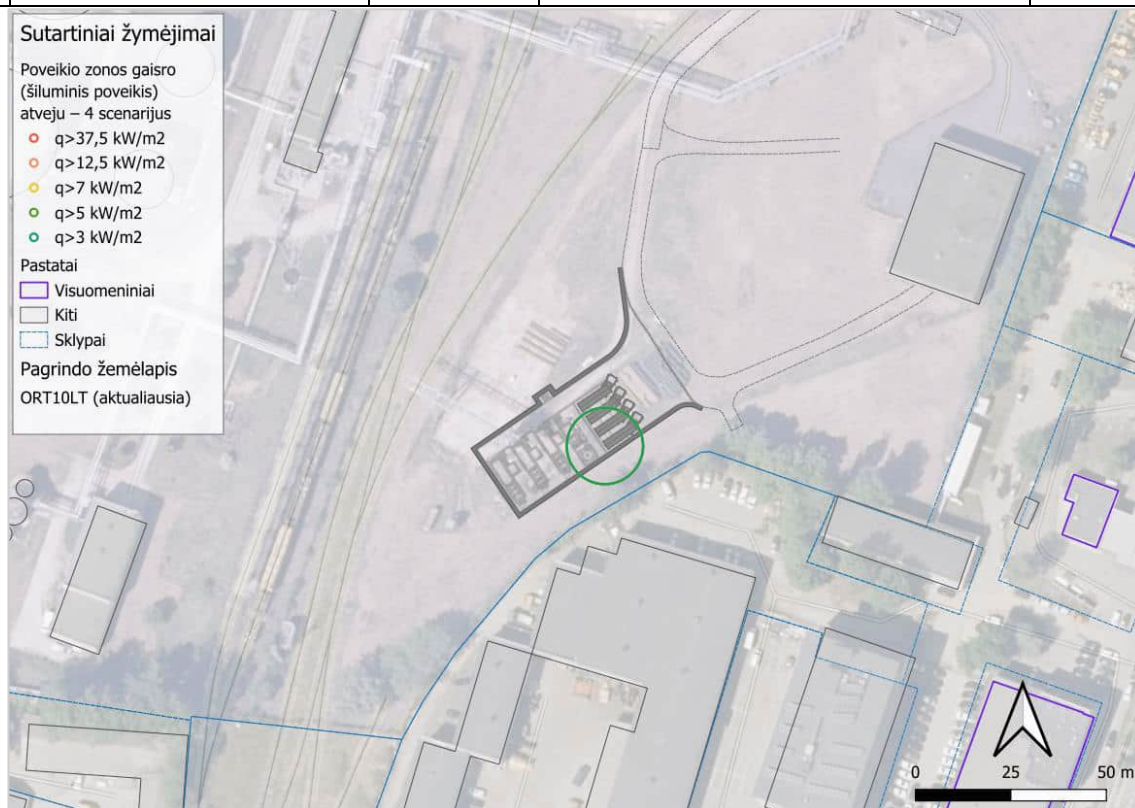 Sutartiniai žymėjimai
Poveikio zonos gaisro
(šiluminis poveikis)
atveju – 4 scenarijus
q>37,5 kW/m2
q>12,5 kW/m2
q>7 kW/m2
q>5 kW/m2
q>3 kW/m2
Pastatai
Visuomeniniai
Kiti
Sklypai
Pagrindo žemėlapis
ORT10LT (aktualiausia)
0 25 50 m